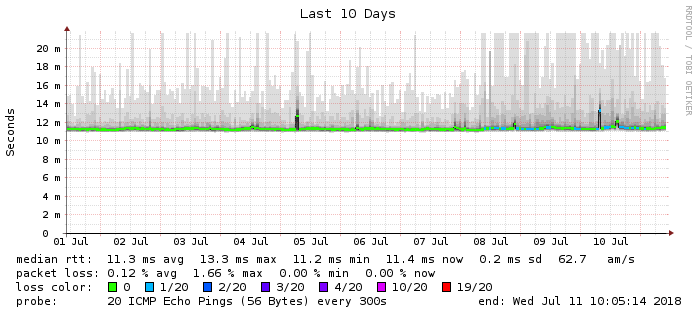 Last 10 Days
RRDTOOL / TOBI OETIKER
Seconds
20 m
18 m
16 m
14 m
12 m
10 m
8 m
6 m
4 m
2 m
0
01 Jul 02 Jul 03 Jul 04 Jul 05 Jul 06 Jul 07 Jul 08 Jul 09 Jul 10 Jul
median rtt: 11.3 ms avg 13.3 ms max 11.2 ms min 11.4 ms now 0.2 ms sd 62.7 am/s
packet loss: 0.12 % avg 1.66 % max 0.00 % min 0.00 % now
loss color: 0 1/20 2/20 3/20 4/20 10/20 19/20
probe: 20 ICMP Echo Pings (56 Bytes) every 300s end: Wed Jul 11 10:05:14 2018